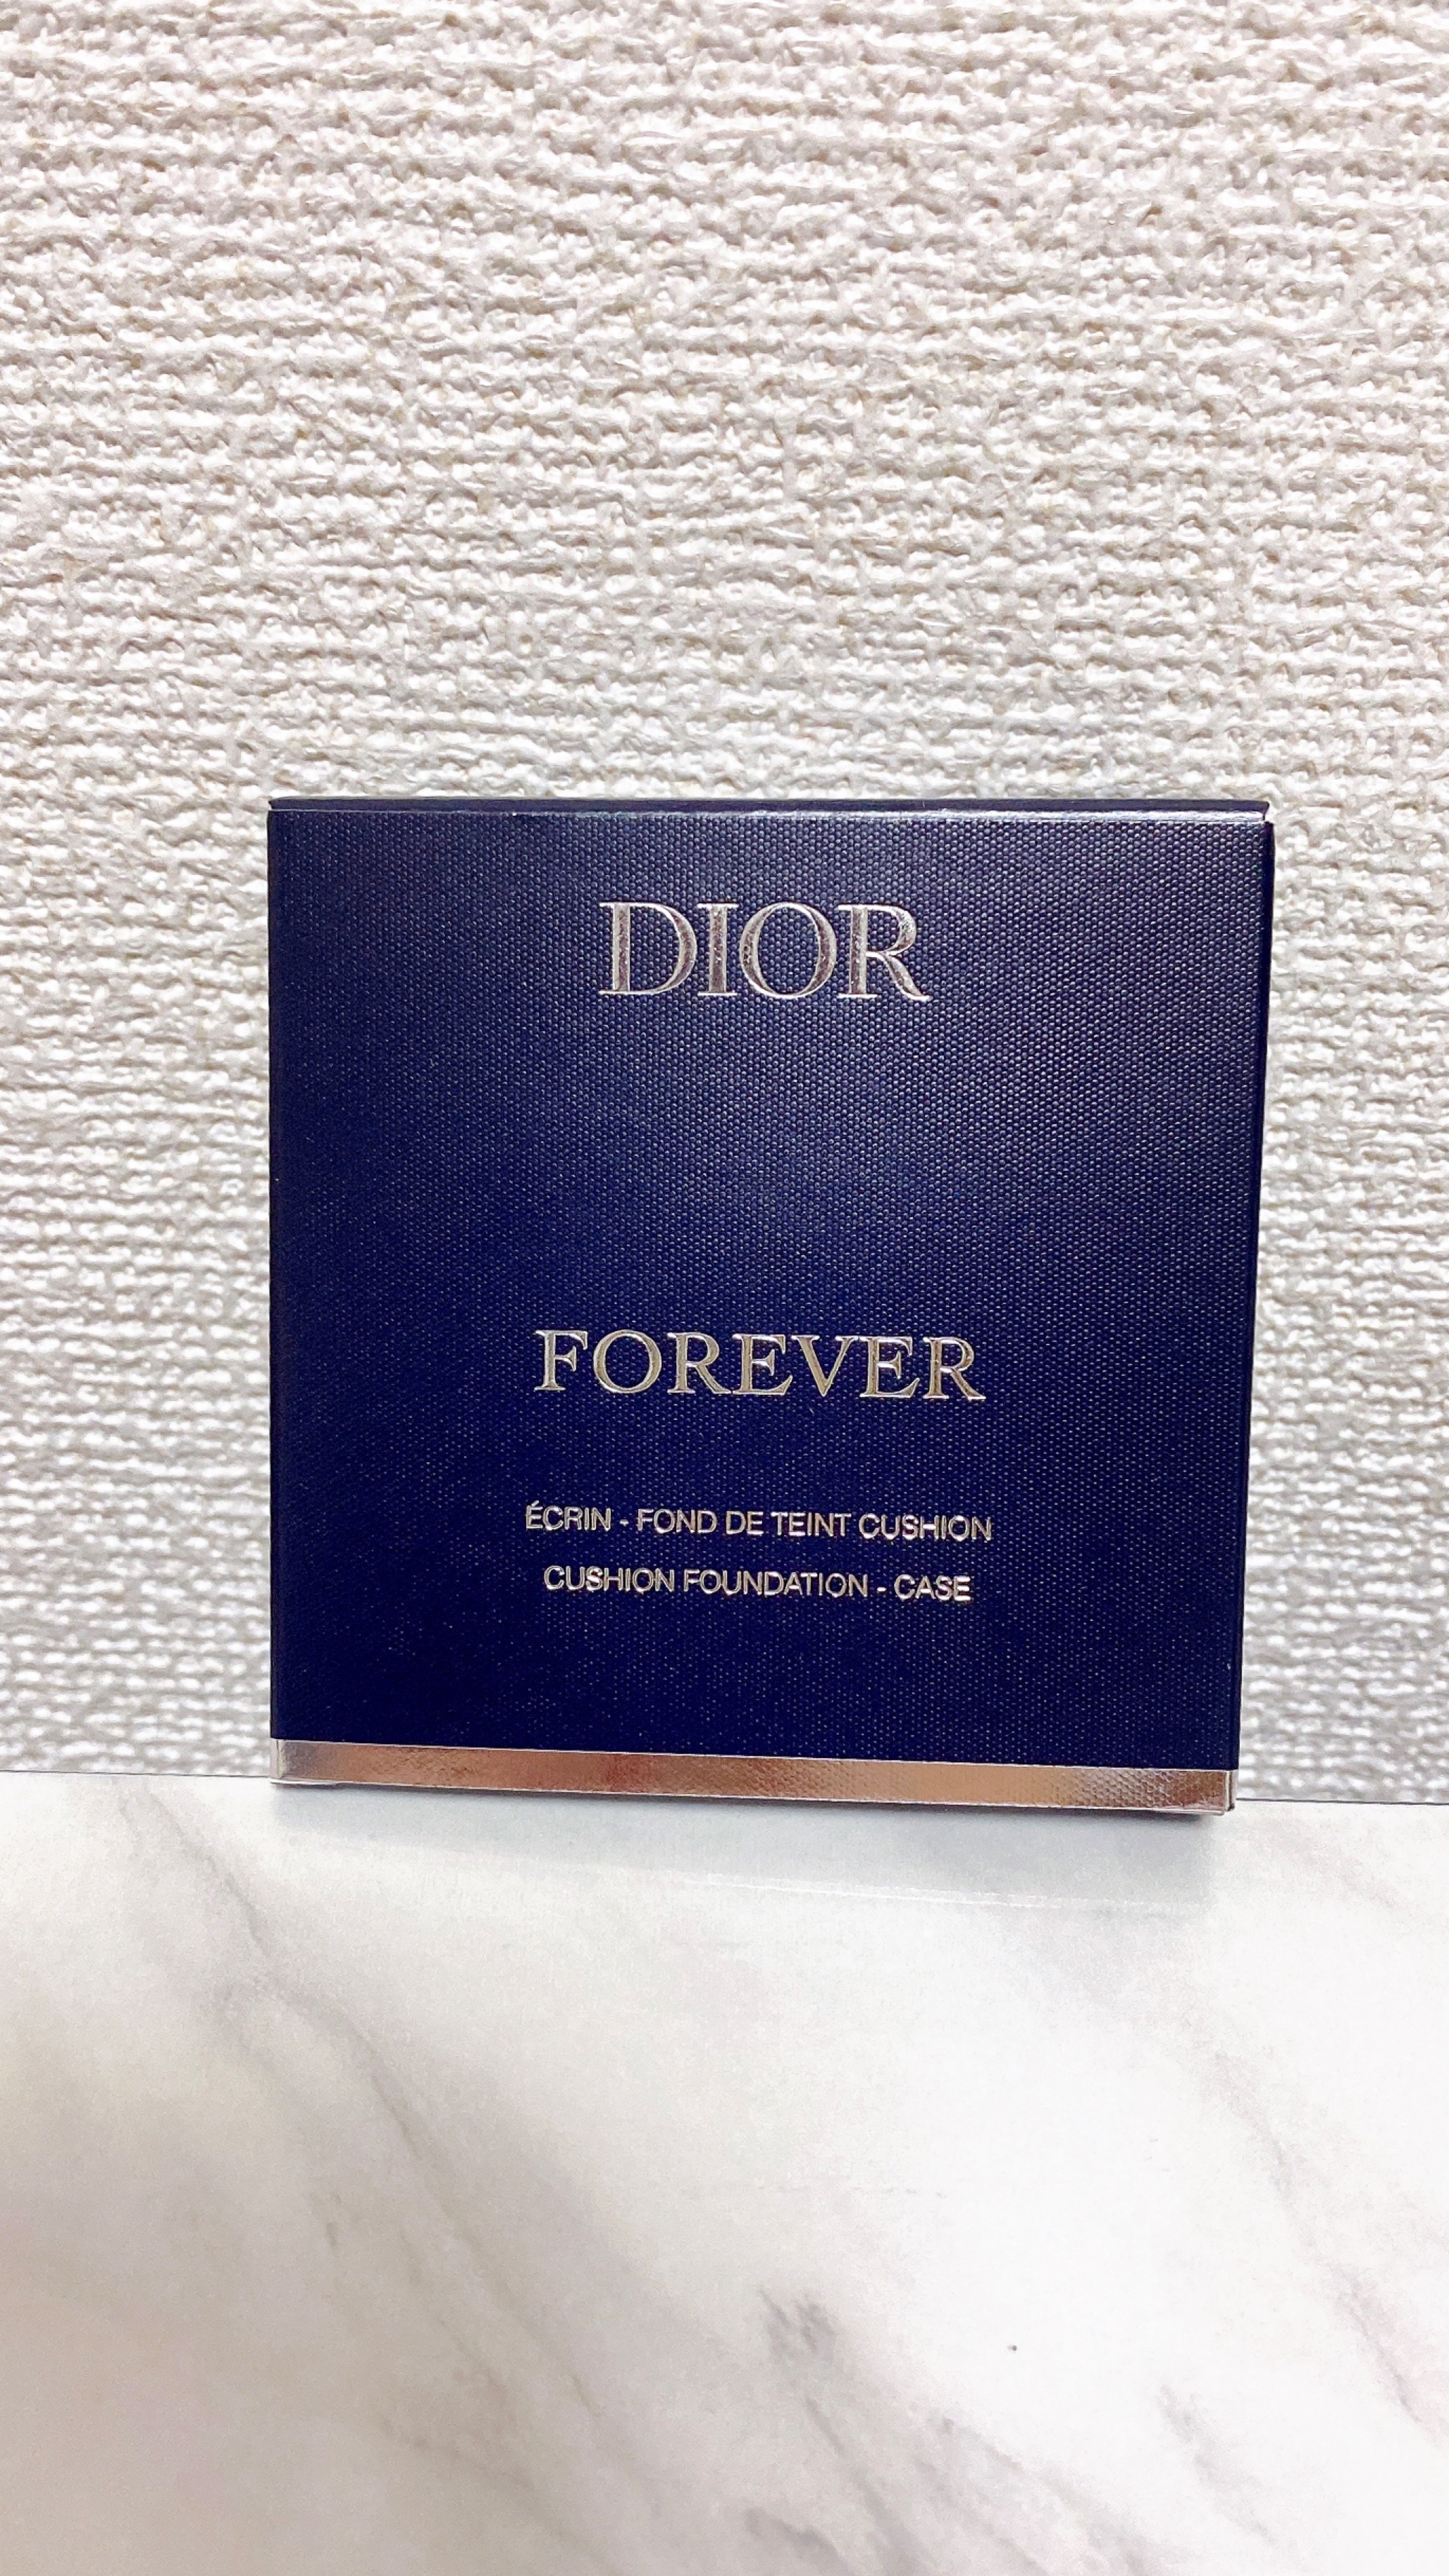 DIOR
FOREVER
ÉCRIN - FOND DE TEINT CUSHION
CUSHION FOUNDATION - CASE